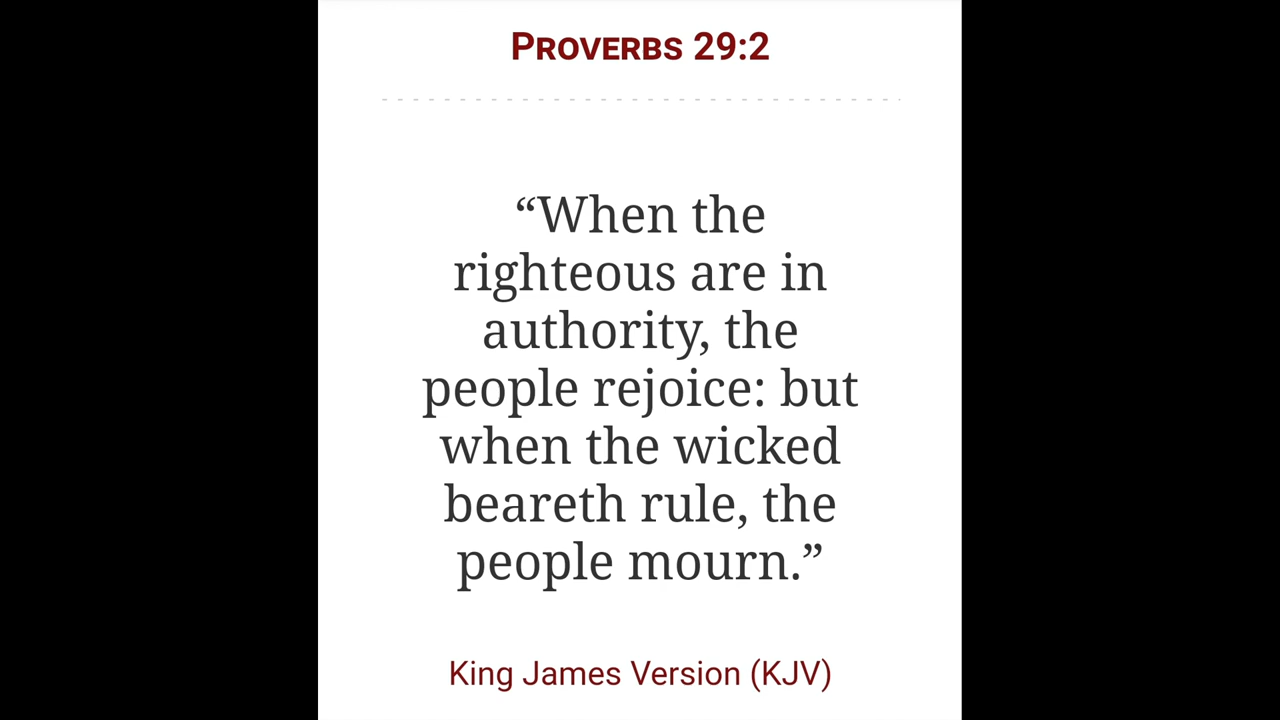 PROVERBS 29:2
“When the
righteous are in
authority, the
people rejoice: but
when the wicked
beareth rule, the
people mourn.”
King James Version (KJV)